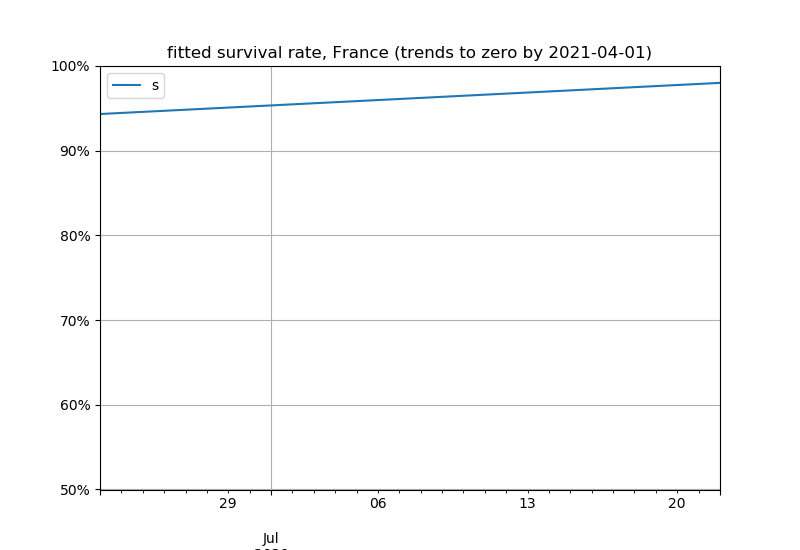 fitted survival rate, France (trends to zero by 2021-04-01)
100%
s
90%
80%
70%
60%
50%
29 06 13 20
Jul